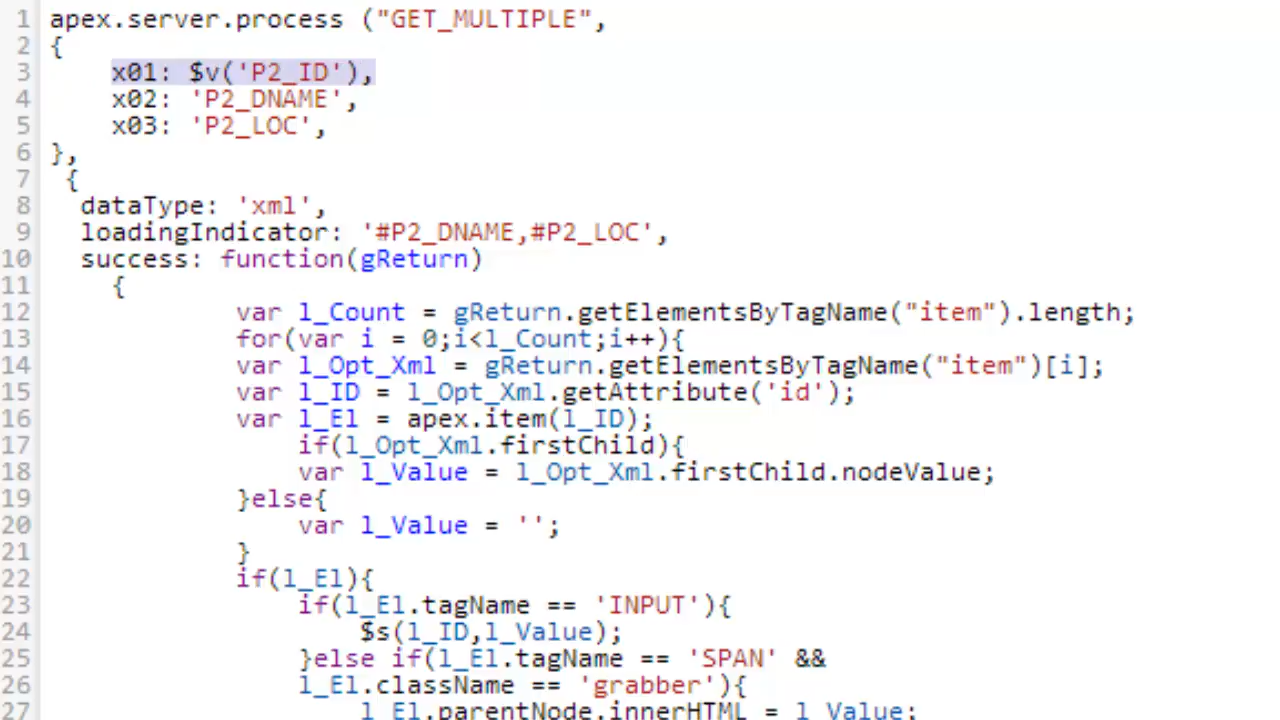 1 apex.server.process ("GET_MULTIPLE",
2 {
3 x01: $v('P2_ID'),
4 x02: 'P2_DNAME',
5 x03: 'P2_LOC',
6 },
7 {
8 dataType: 'xml',
9 loadingIndicator: '#P2_DNAME,#P2_LOC',
10 success: function(gReturn)
11 {
12 var l_Count = gReturn.getElementsByTagName("item").length;
13 for(var i = 0;i<l_Count;i++){
14 var l_Opt_Xml = gReturn.getElementsByTagName("item")[i];
15 var l_ID = l_Opt_Xml.getAttribute('id');
16 var l_El = apex.item(l_ID);
17 if(l_Opt_Xml.firstChild){
18 var l_Value = l_Opt_Xml.firstChild.nodeValue;
19 }else{
20 var l_Value = '';
21 }
22 if(l_El){
23 if(l_El.tagName == 'INPUT'){
24 $s(l_ID,l_Value);
25 }else if(l_El.tagName == 'SPAN' &&
26 l_El.className == 'grabber'){
27 l_El.parentNode.innerHTML = l_Value;